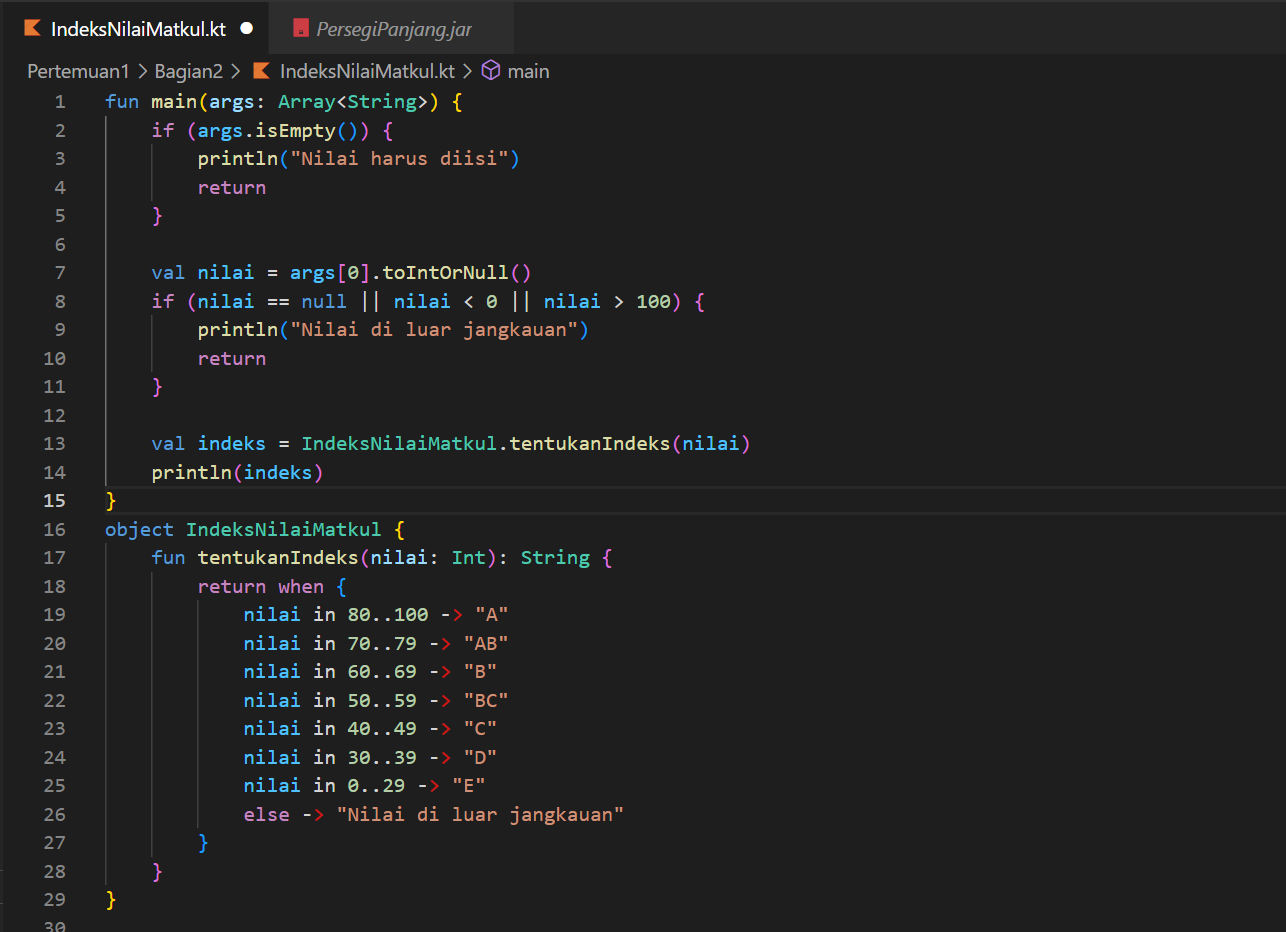 IndeksNilaiMatkul.kt ● PersegiPanjang.jar
Pertemuan1 > Bagian2 > IndeksNilaiMatkul.kt > main
1 fun main(args: Array<String>) {
2     if (args.isEmpty()) {
3         println("Nilai harus diisi")
4         return
5     }
6
7     val nilai = args[0].toIntOrNull()
8     if (nilai == null || nilai < 0 || nilai > 100) {
9         println("Nilai di luar jangkauan")
10         return
11     }
12
13     val indeks = IndeksNilaiMatkul.tentukanIndeks(nilai)
14     println(indeks)
15 }
16 object IndeksNilaiMatkul {
17     fun tentukanIndeks(nilai: Int): String {
18         return when {
19             nilai in 80..100 -> "A"
20             nilai in 70..79 -> "AB"
21             nilai in 60..69 -> "B"
22             nilai in 50..59 -> "BC"
23             nilai in 40..49 -> "C"
24             nilai in 30..39 -> "D"
25             nilai in 0..29 -> "E"
26             else -> "Nilai di luar jangkauan"
27         }
28     }
29 }
30